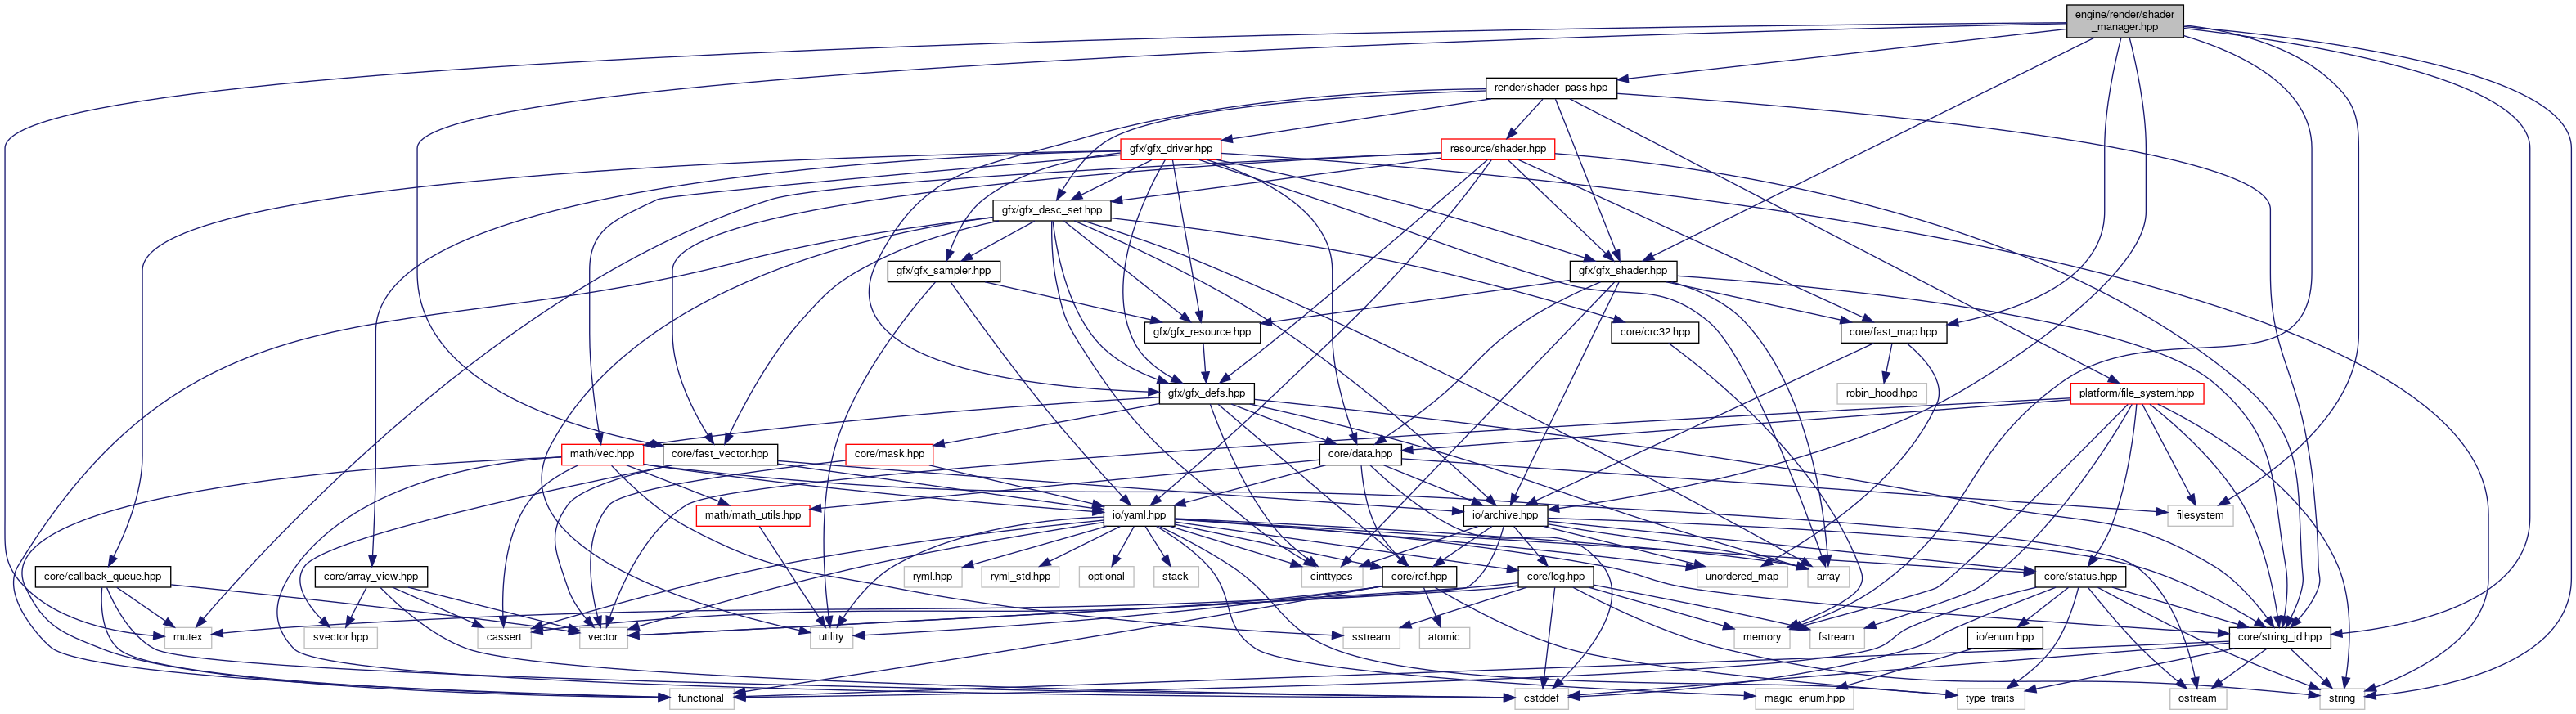 engine/render/shader
_manager.hpp
render/shader_pass.hpp
gfx/gfx_driver.hpp
resource/shader.hpp
gfx/gfx_desc_set.hpp
gfx/gfx_sampler.hpp
gfx/gfx_shader.hpp
gfx/gfx_resource.hpp
core/crc32.hpp
core/fast_map.hpp
gfx/gfx_defs.hpp
robin_hood.hpp
platform/file_system.hpp
math/vec.hpp
core/fast_vector.hpp
core/mask.hpp
core/data.hpp
math/math_utils.hpp
io/yaml.hpp
io/archive.hpp
filesystem
core/callback_queue.hpp
core/array_view.hpp
ryml.hpp
ryml_std.hpp
optional
stack
cinttypes
core/ref.hpp
core/log.hpp
unordered_map
array
core/status.hpp
mutex
svector.hpp
cassert
vector
utility
sstream
atomic
memory
fstream
io/enum.hpp
core/string_id.hpp
functional
cstddef
magic_enum.hpp
type_traits
ostream
string